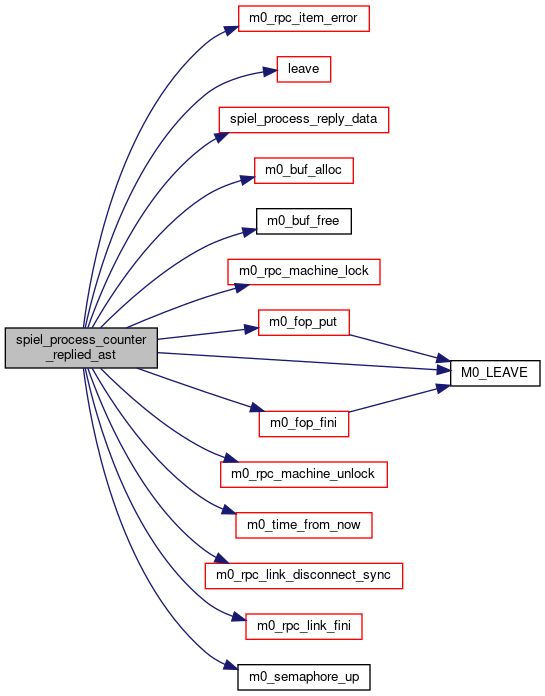 m0_rpc_item_error
leave
spiel_process_reply_data
m0_buf_alloc
m0_buf_free
m0_rpc_machine_lock
m0_fop_put
spiel_process_counter
_replied_ast
M0_LEAVE
m0_fop_fini
m0_rpc_machine_unlock
m0_time_from_now
m0_rpc_link_disconnect_sync
m0_rpc_link_fini
m0_semaphore_up